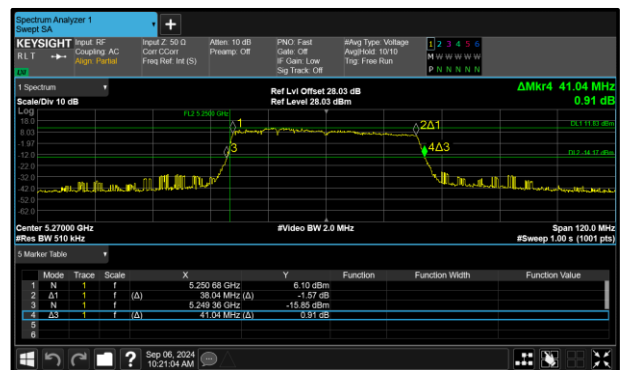 Spectrum Analyzer 1
Swept SA
+
KEYSIGHT
RLT
LW
Input: RF
Coupling: AC
Align: Partial
Input Z: 50 Ω
Corr CCorr
Freq Ref: Int (S)
Atten: 10 dB
Preamp: Off
PNO: Fast
Gate: Off
IF Gain: Low
Sig Track: Off
#Avg Type: Voltage
Avg|Hold: 10/10
Trig: Free Run
1 2 3 4 5 6
M W W W W W
P N N N N N
1 Spectrum
Scale/Div 10 dB
Ref Lvl Offset 28.03 dB
Ref Level 28.03 dBm
ΔMkr4 41.04 MHz
0.91 dB
Log
18.0
8.03
-1.97
-12.0
-22.0
-32.0
-42.0
-52.0
-62.0
FL2 5.2500 GHz
1
2Δ1
3
4Δ3
DL1 11.83 dBm
DL2 -14.17 dBm
Center 5.27000 GHz
#Res BW 510 kHz
#Video BW 2.0 MHz
Span 120.0 MHz
#Sweep 1.00 s (1001 pts)
5 Marker Table
Mode Trace Scale X Y Function Function Width Function Value
1 N 1 f 5.250 68 GHz 6.10 dBm
2 Δ1 1 f (Δ) 38.04 MHz (Δ) -1.57 dB
3 N 1 f 5.249 36 GHz -15.85 dBm
4 Δ3 1 f (Δ) 41.04 MHz (Δ) 0.91 dB
5
6
?
Sep 06, 2024
10:21:04 AM